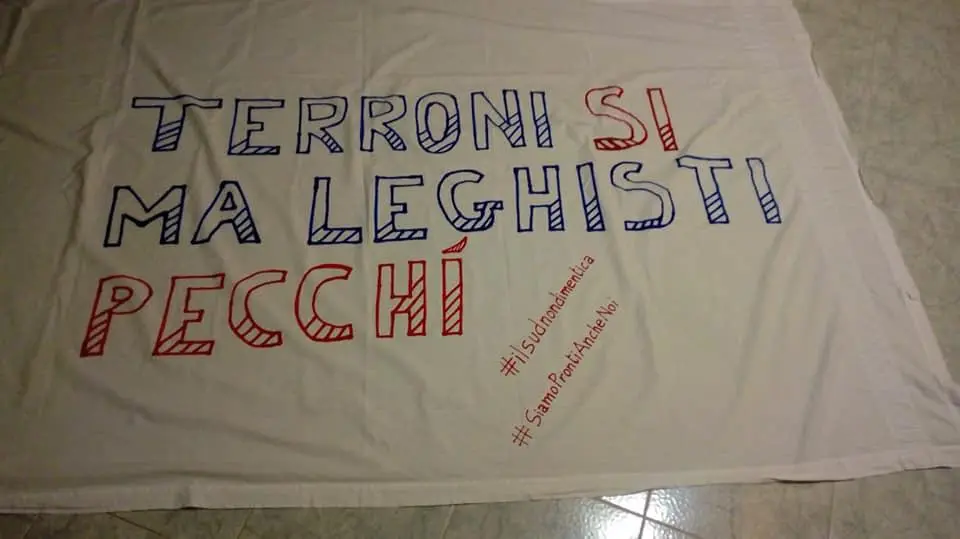 TERRONI SI
MA LEGHISTI
PECCHÍ
#ilsudnondimentica
#SiamoProntiAncheNoi